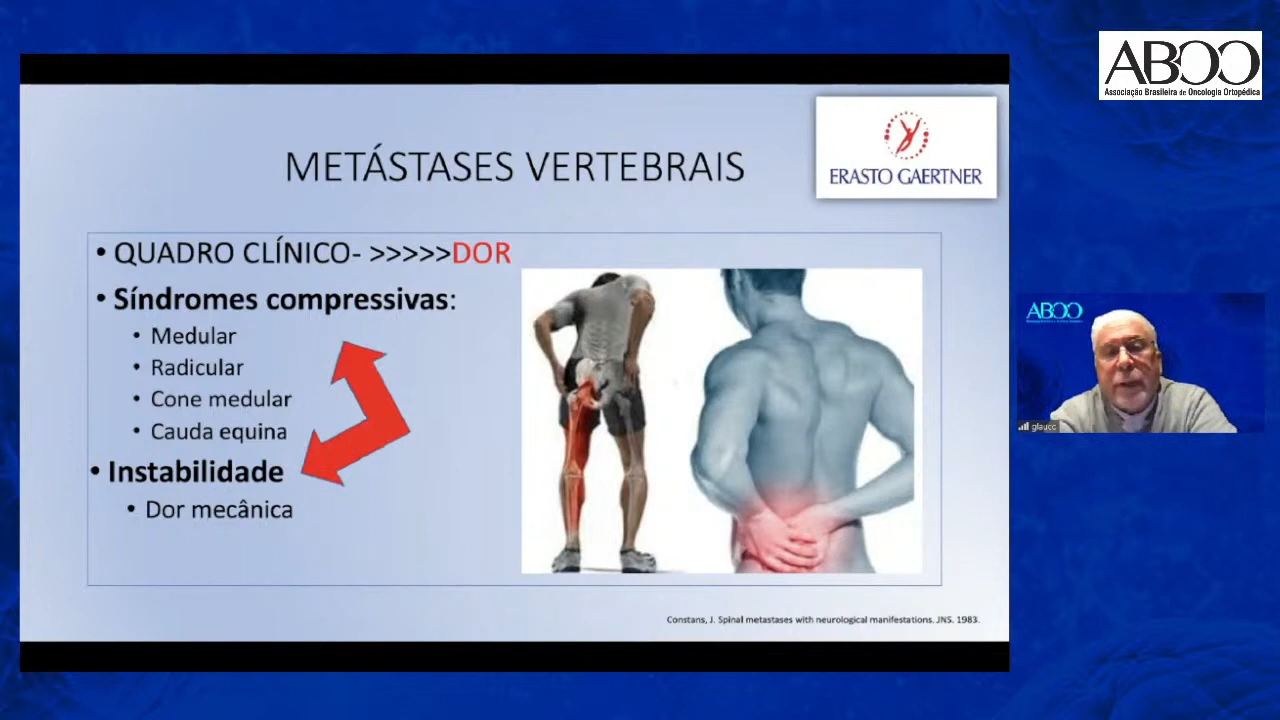 ABOO
Associação Brasileira de Oncologia Ortopédica
ERASTO GAERTNER
METÁSTASES VERTEBRAIS
• QUADRO CLÍNICO- >>>>>DOR
• Síndromes compressivas:
• Medular
• Radicular
• Cone medular
• Cauda equina
• Instabilidade
• Dor mecânica
Constans, J. Spinal metastases with neurological manifestations. JNS. 1983.
ABOO
glaucc